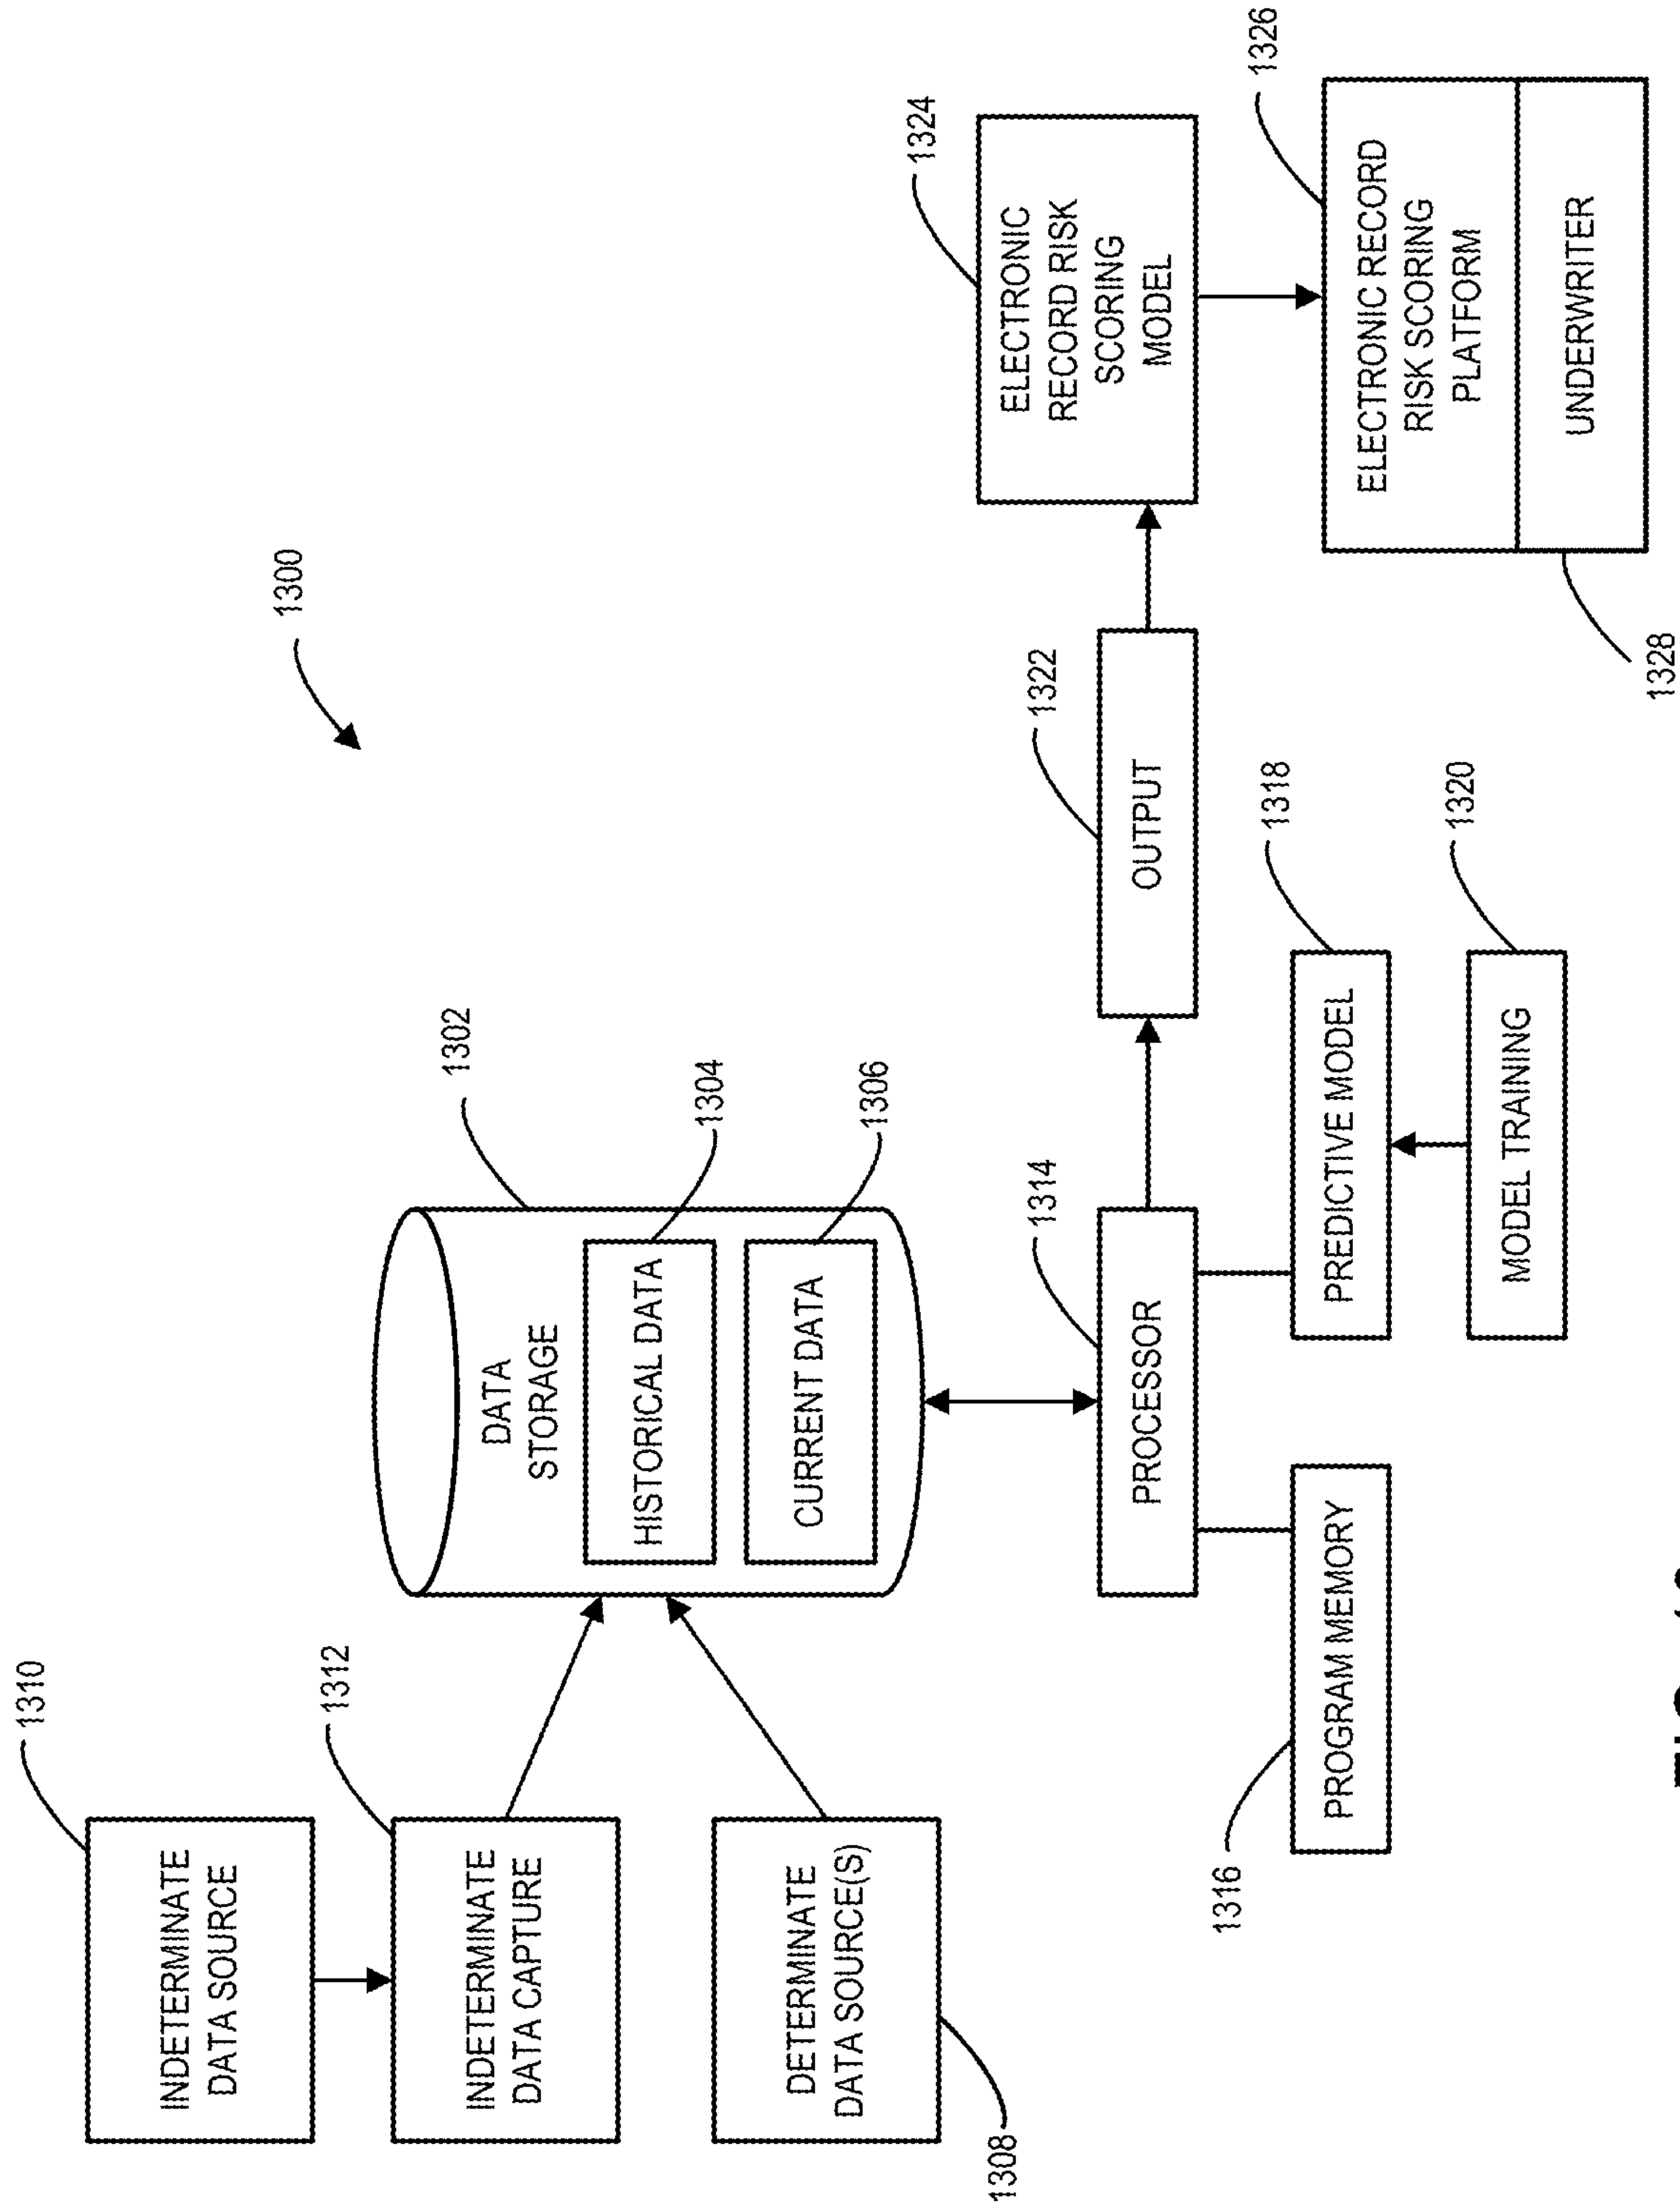 1310
INDETERMINATE
DATA SOURCE
1300
1312
INDETERMINATE
DATA CAPTURE
DETERMINATE
DATA SOURCE(S)
1308
1302
DATA
STORAGE
HISTORICAL DATA
1304
CURRENT DATA
1306
1314
PROCESSOR
1322
OUTPUT
1324
ELECTRONIC
RECORD RISK
SCORING
MODEL
1316
PROGRAM MEMORY
1318
PREDICTIVE MODEL
1320
MODEL TRAINING
1326
ELECTRONIC RECORD
RISK SCORING
PLATFORM
UNDERWRITER
1328